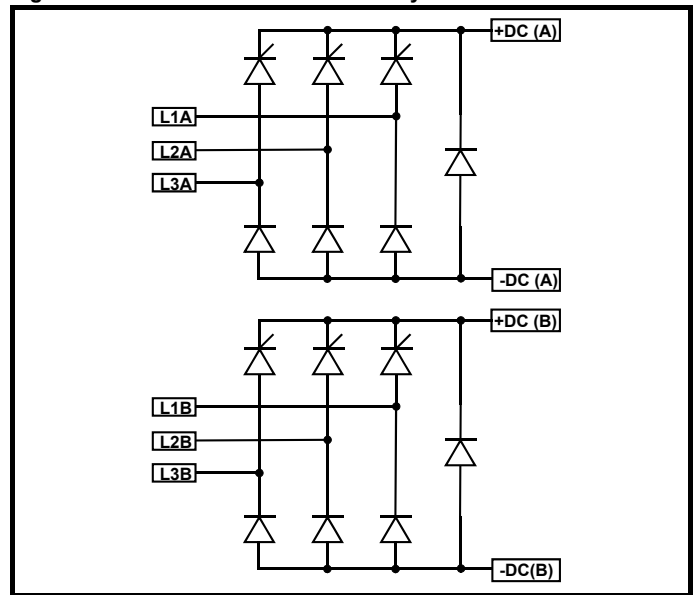 +DC (A)
L1A
L2A
L3A
-DC (A)
+DC (B)
L1B
L2B
L3B
-DC(B)